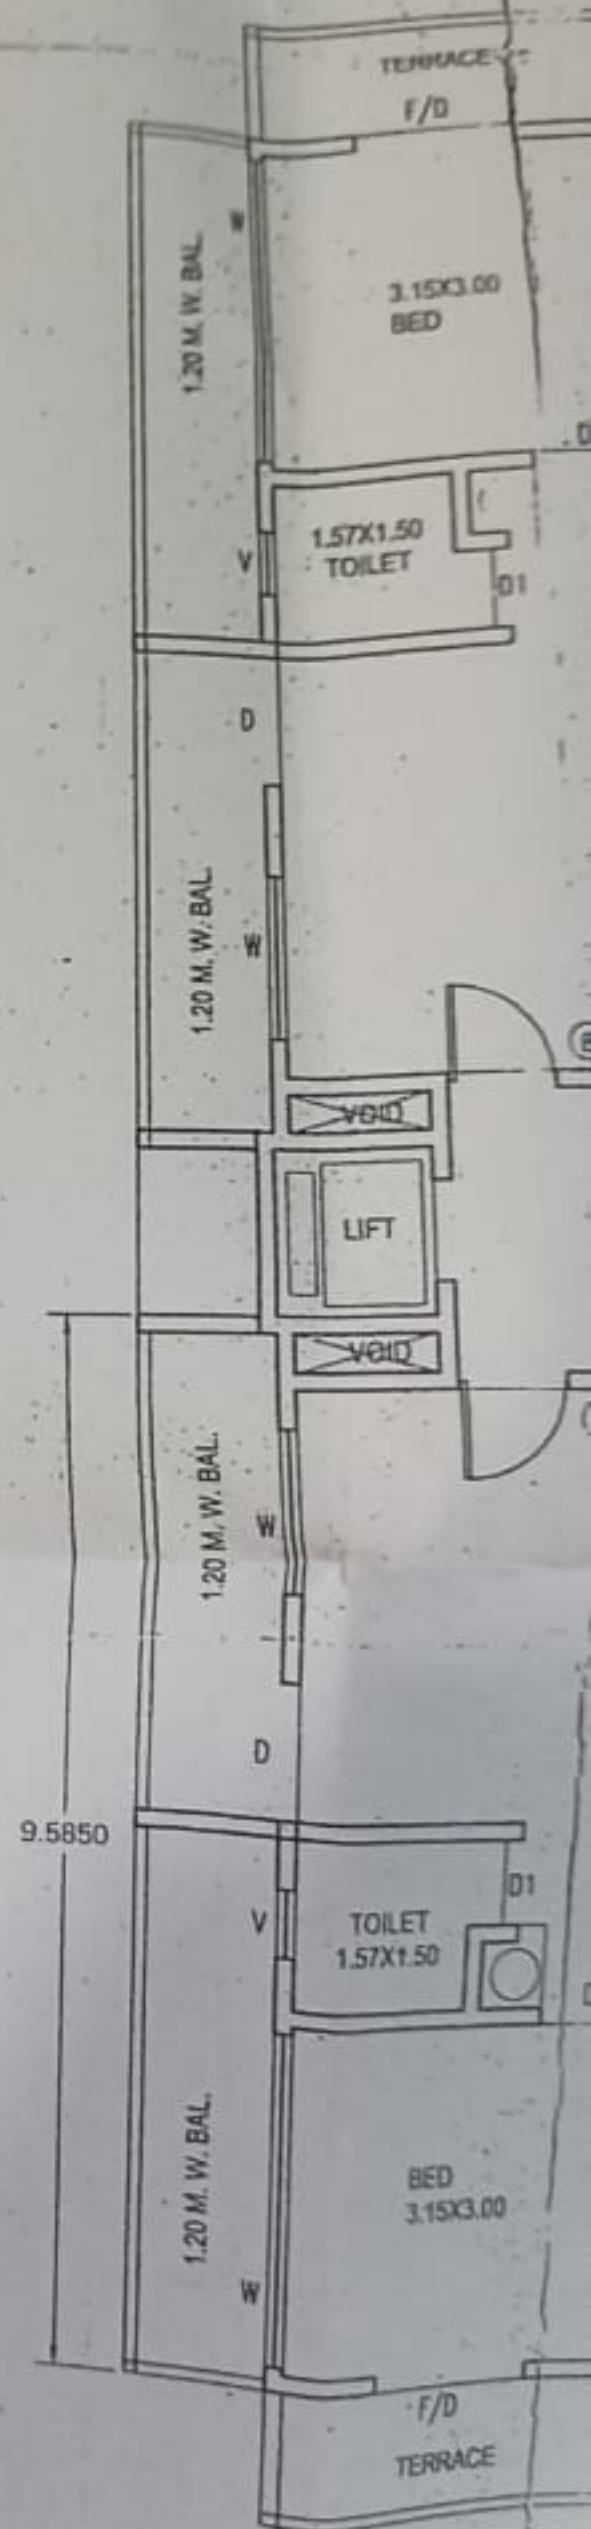 TERRACE
F/D
W
1.20 M. W. BAL.
3.15X3.00
BED
D
1.57X1.50
TOILET
V
D1
D
1.20 M. W. BAL.
W
B
VOID
LIFT
VOID
1.20 M. W. BAL.
W
D
9.5850
D1
V
TOILET
1.57X1.50
BED
3.15X3.00
1.20 M. W. BAL.
W
F/D
TERRACE